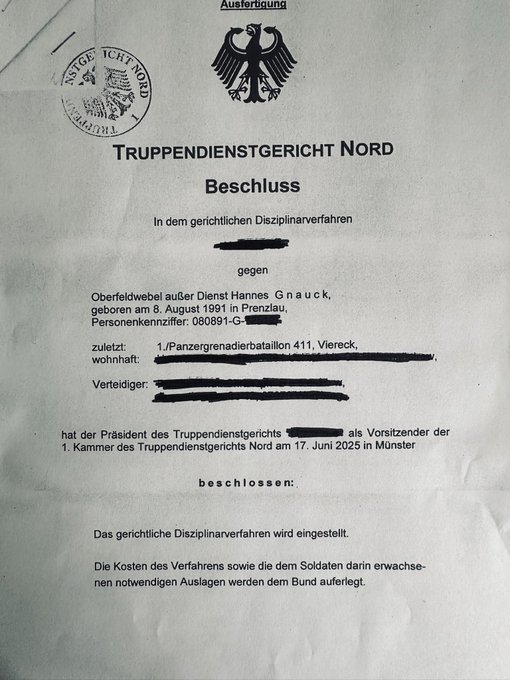 Ausfertigung
TRUPPENDIENSTGERICHT NORD
1
TRUPPENDIENSTGERICHT NORD
Beschluss
In dem gerichtlichen Disziplinarverfahren
gegen
Oberfeldwebel außer Dienst Hannes G n a u c k,
geboren am 8. August 1991 in Prenzlau,
Personenkennziffer: 080891-G-
zuletzt: 1./Panzergrenadierbataillon 411, Viereck,
wohnhaft: ,
Verteidiger: ,
hat der Präsident des Truppendienstgerichts als Vorsitzender der
1. Kammer des Truppendienstgerichts Nord am 17. Juni 2025 in Münster
b e s c h l o s s e n:
Das gerichtliche Disziplinarverfahren wird eingestellt.
Die Kosten des Verfahrens sowie die dem Soldaten darin erwachse-
nen notwendigen Auslagen werden dem Bund auferlegt.